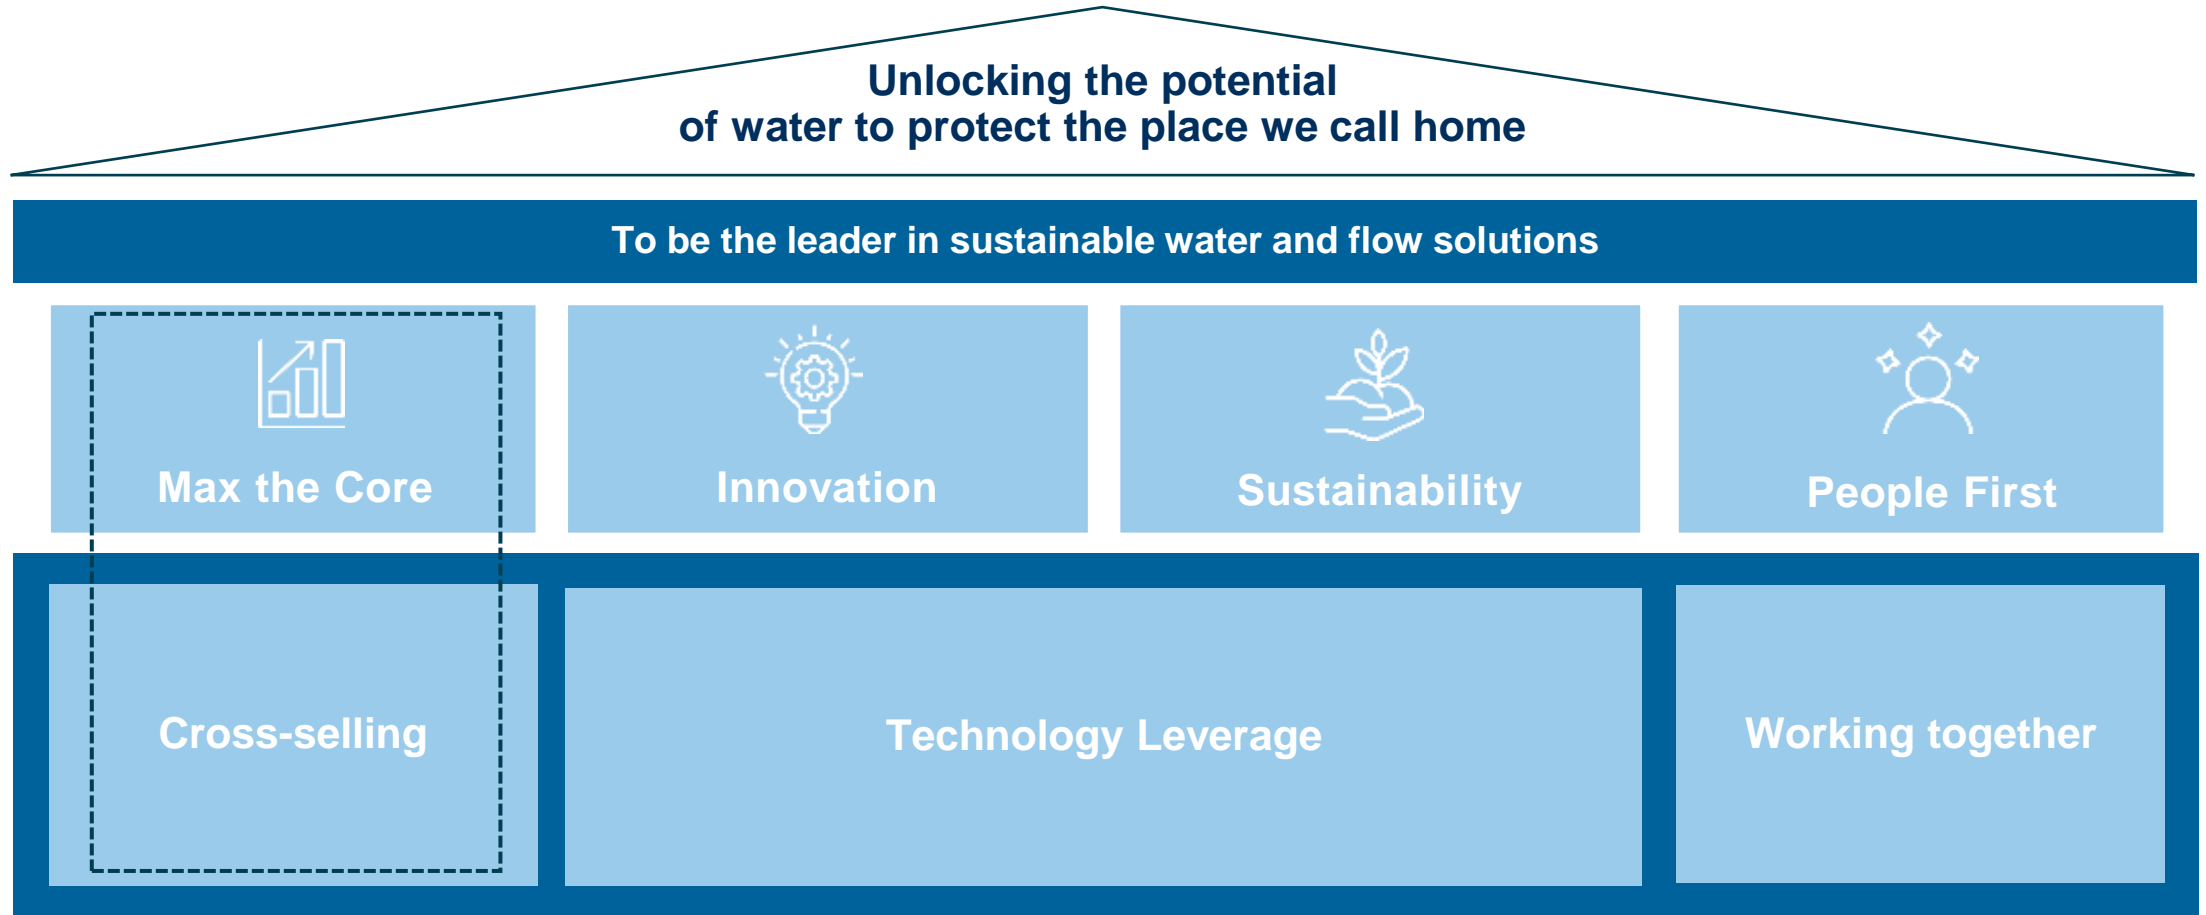 Unlocking the potential
of water to protect the place we call home
To be the leader in sustainable water and flow solutions
Max the Core
Innovation
Sustainability
People First
Cross-selling
Technology Leverage
Working together